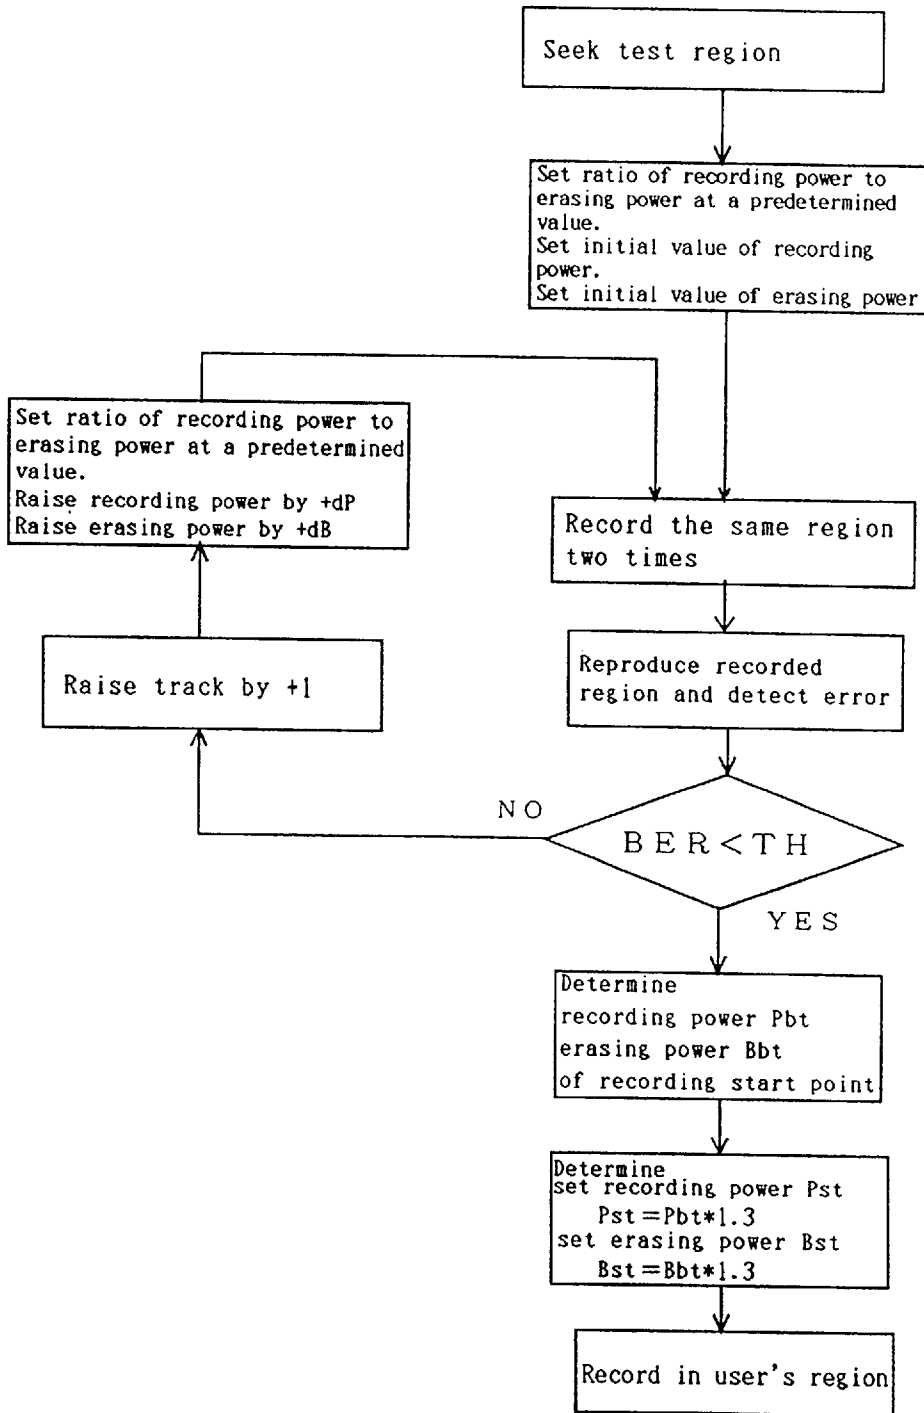 Seek test region
Set ratio of recording power to
erasing power at a predetermined
value.
Set initial value of recording
power.
Set initial value of erasing power
Set ratio of recording power to
erasing power at a predetermined
value.
Raise recording power by +dP
Raise erasing power by +dB
Record the same region
two times
Raise track by +1
Reproduce recorded
region and detect error
NO
BER<TH
YES
Determine
recording power Pbt
erasing power Bbt
of recording start point
Determine
set recording power Pst
Pst=Pbt*1.3
set erasing power Bst
Bst=Bbt*1.3
Record in user's region